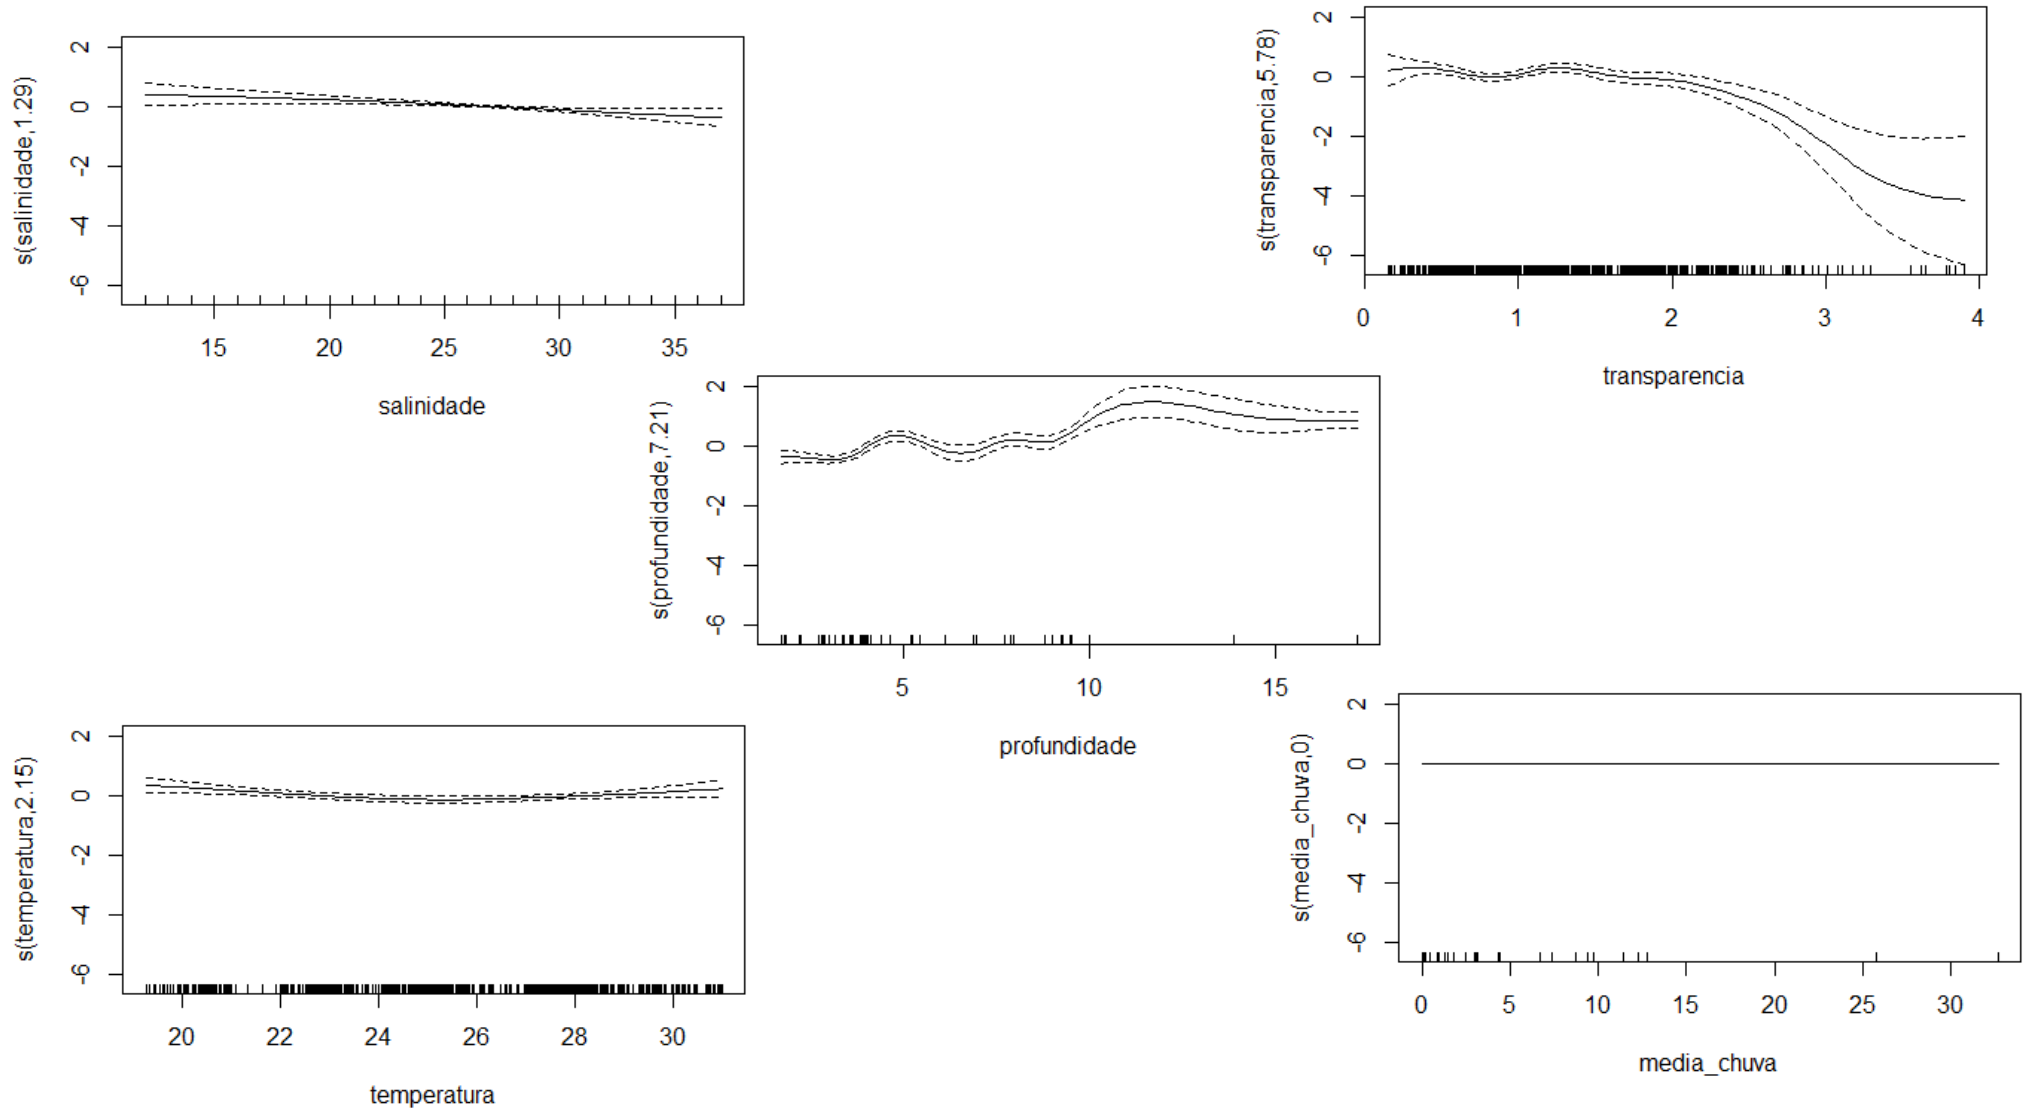 s(salinidade,1.29)
2
0
-2
-4
-6
15 20 25 30 35
salinidade
s(transparencia,5.78)
2
0
-2
-4
-6
0 1 2 3 4
transparencia
s(profundidade,7.21)
2
0
-2
-4
-6
5 10 15
profundidade
s(temperatura,2.15)
2
0
-2
-4
-6
20 22 24 26 28 30
temperatura
s(media_chuva,0)
2
0
-2
-4
-6
0 5 10 15 20 25 30
media_chuva